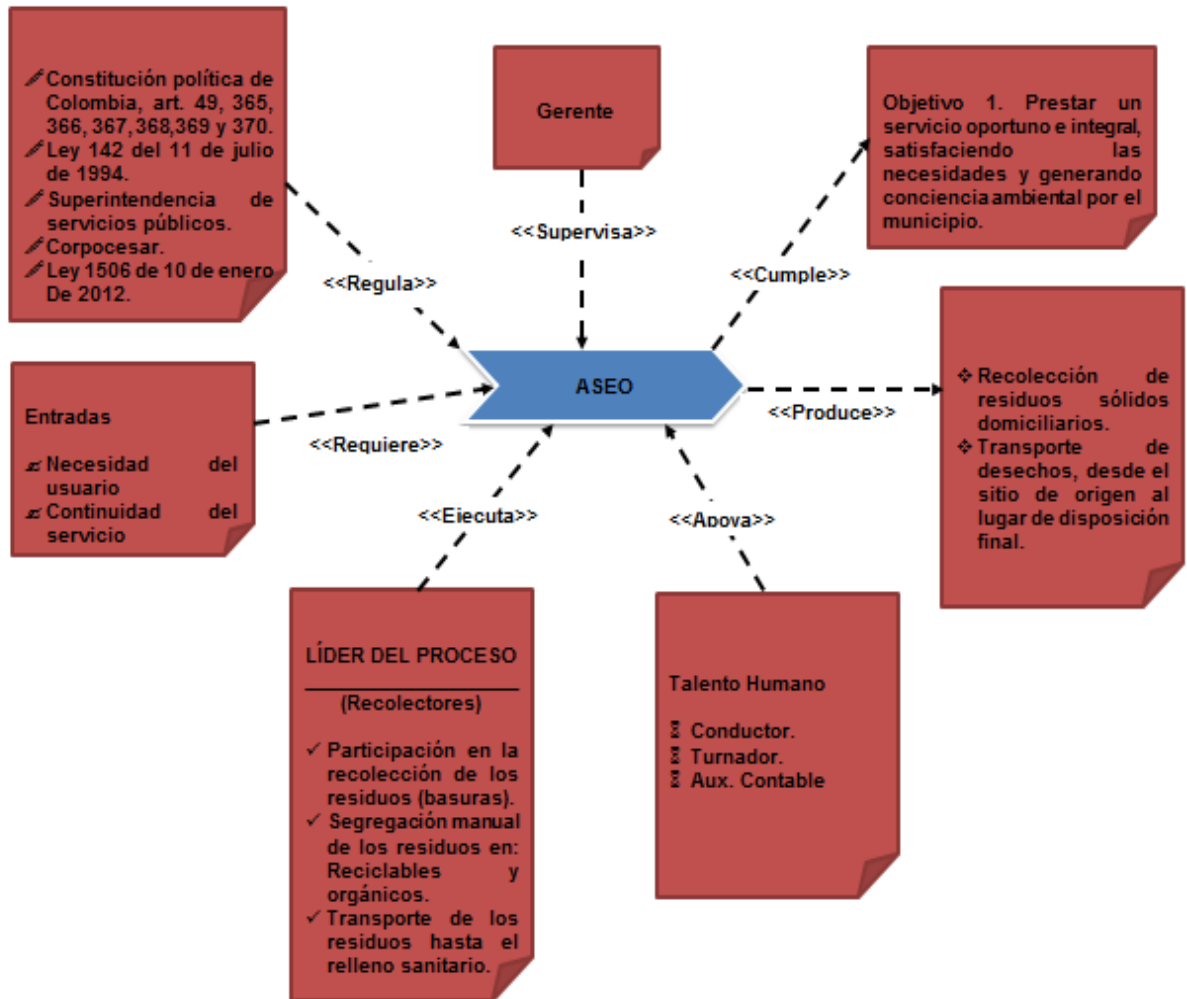 Constitución política de
Colombia, art. 49, 365,
366, 367,368,369 y 370.
Ley 142 del 11 de julio
de 1994.
Superintendencia de
servicios públicos.
Corpocesar.
Ley 1506 de 10 de enero
De 2012.
Gerente
Objetivo 1. Prestar un
servicio oportuno e integral,
satisfaciendo las
necesidades y generando
conciencia ambiental por el
municipio.
<<Supervisa>>
<<Regula>>
<<Cumple>>
Entradas
Necesidad del
usuario
Continuidad del
servicio
ASEO
❖ Recolección de
residuos sólidos
domiciliarios.
❖ Transporte de
desechos, desde el
sitio de origen al
lugar de disposición
final.
<<Requiere>>
<<Produce>>
<<Ejecuta>>
<<Apoya>>
LÍDER DEL PROCESO
(Recolectores)
✓ Participación en la
recolección de los
residuos (basuras).
✓ Segregación manual
de los residuos en:
Reciclables y
orgánicos.
✓ Transporte de los
residuos hasta el
relleno sanitario.
Talento Humano
Conductor.
Turnador.
Aux. Contable